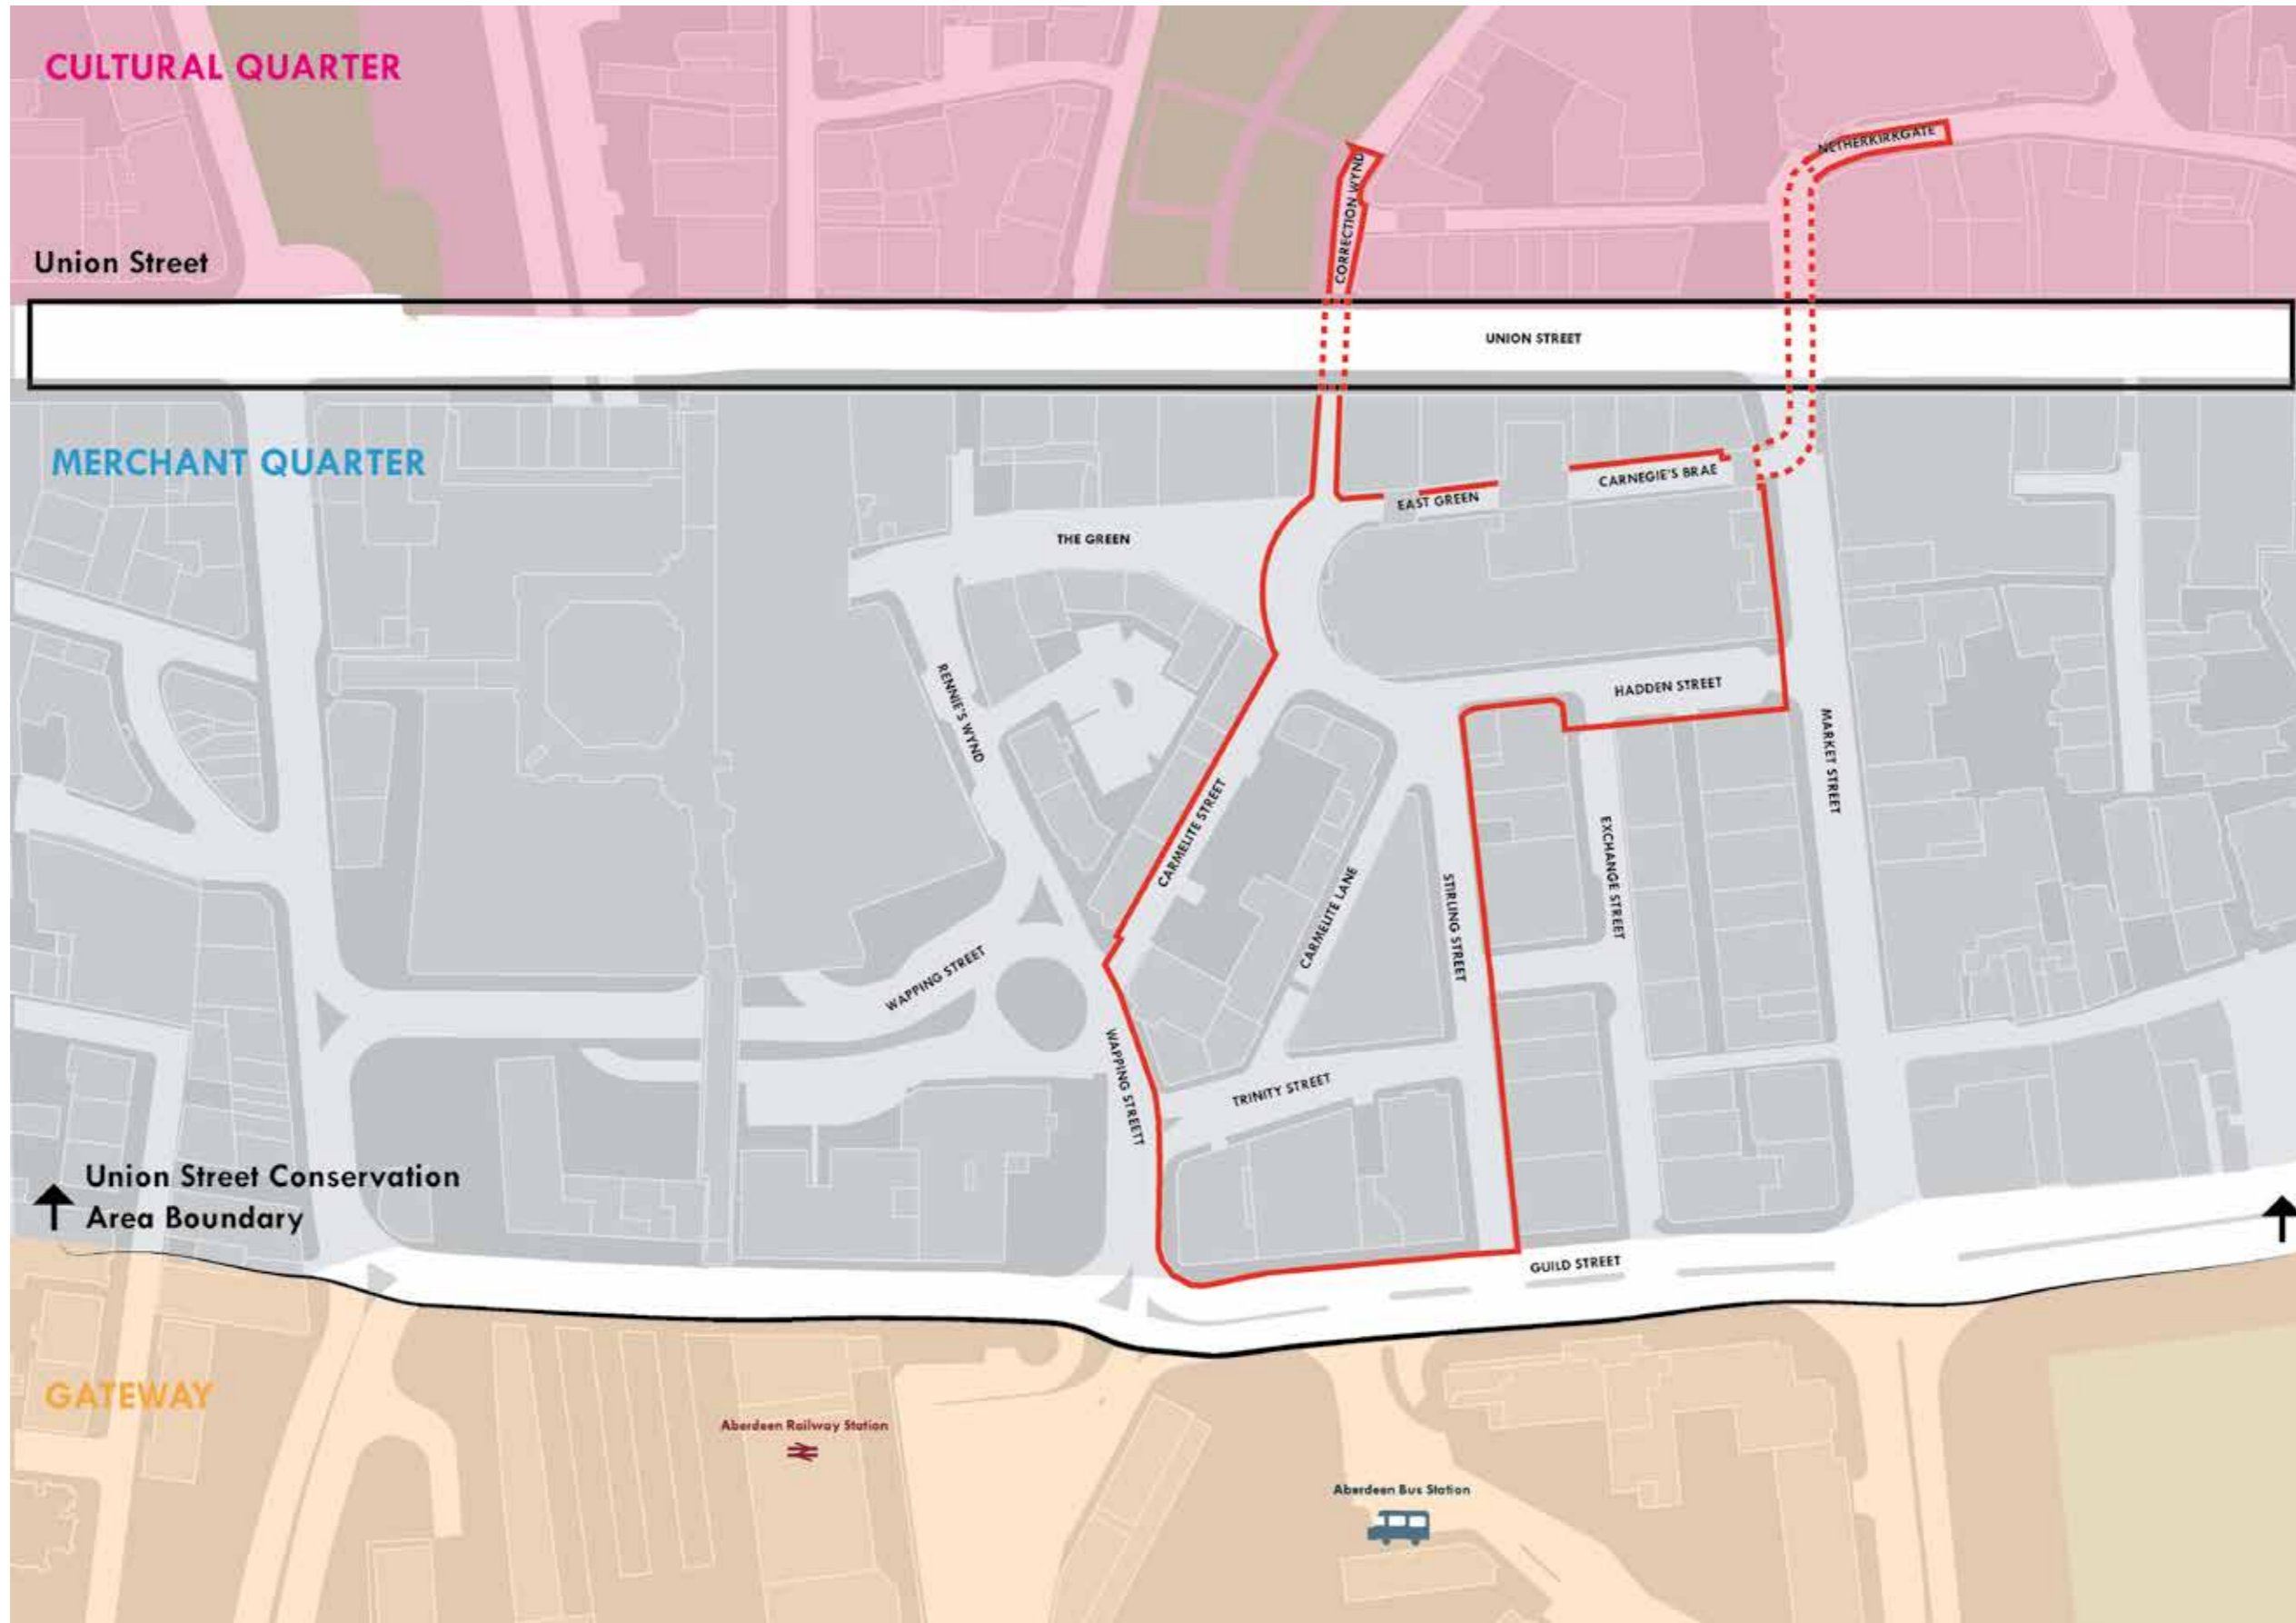 CULTURAL QUARTER
NETHERKIRKGATE
CORRECTION WYND
Union Street
UNION STREET
MERCHANT QUARTER
CARNEGIE'S BRAE
EAST GREEN
THE GREEN
HADDEN STREET
RENNIE'S WYND
MARKET STREET
CARMELITE STREET
EXCHANGE STREET
CARMELITE LANE
STIRLING STREET
WAPPING STREET
WAPPING STREETT
TRINITY STREET
Union Street Conservation
Area Boundary
GUILD STREET
GATEWAY
Aberdeen Railway Station
Aberdeen Bus Station